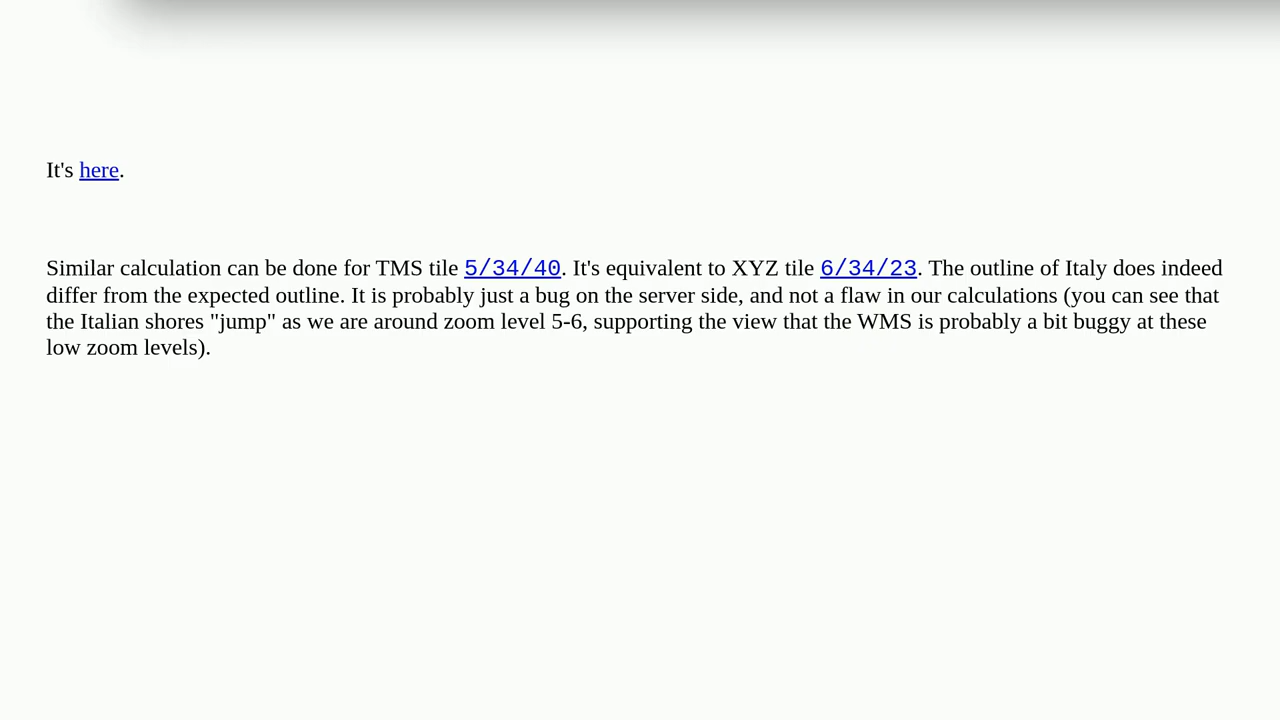 It's here.
Similar calculation can be done for TMS tile 5/34/40. It's equivalent to XYZ tile 6/34/23. The outline of Italy does indeed
differ from the expected outline. It is probably just a bug on the server side, and not a flaw in our calculations (you can see that
the Italian shores "jump" as we are around zoom level 5-6, supporting the view that the WMS is probably a bit buggy at these
low zoom levels).